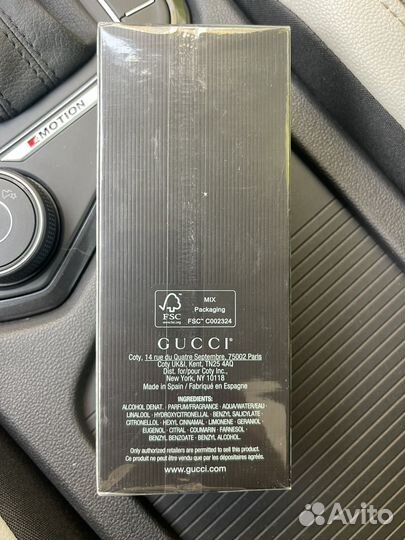 4MOTION
FSC
www.fsc.org
MIX
Packaging
FSC™ C002324
GUCCI
Coty, 14 rue du Quatre Septembre, 75002 Paris
Coty UK&I, Kent, TN25 4AQ
Dist. for/pour Coty Inc.,
New York, NY 10118
Made in Spain / Fabriqué en Espagne
INGREDIENTS:
ALCOHOL DENAT. • PARFUM/FRAGRANCE • AQUA/WATER/EAU •
LINALOOL • HYDROXYCITRONELLAL • BENZYL SALICYLATE •
CITRONELLOL • HEXYL CINNAMAL • LIMONENE • GERANIOL
EUGENOL • CITRAL • COUMARIN • FARNESOL •
BENZYL BENZOATE • BENZYL ALCOHOL.
Only authorized retailers are permitted to sell this product.
Ce produit ne peut être vendu que par les dépositaires agréés.
www.gucci.com
Avito